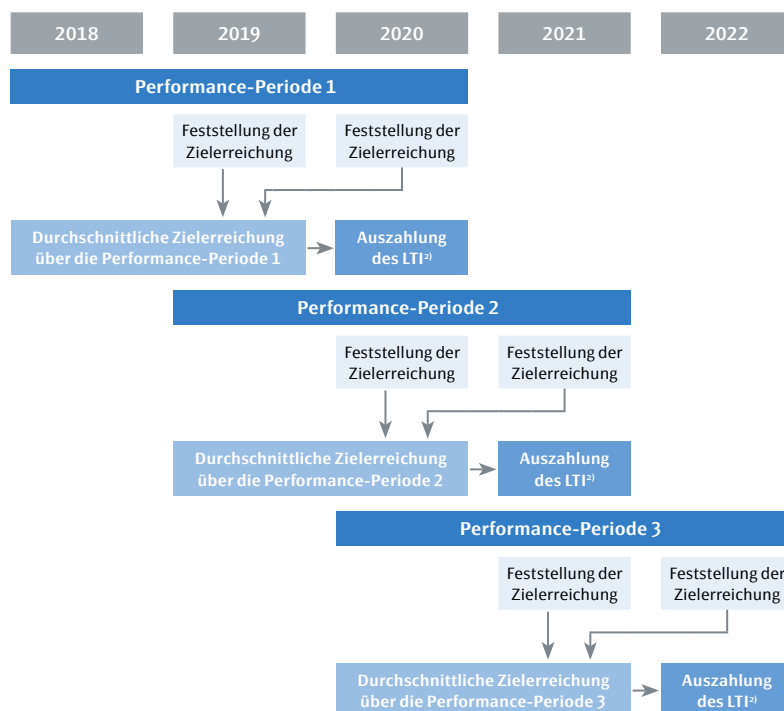 2018 2019 2020 2021 2022
Performance-Periode 1
Feststellung der
Zielerreichung
Feststellung der
Zielerreichung
Durchschnittliche Zielerreichung
über die Performance-Periode 1
Auszahlung
des LTI²⁾
Performance-Periode 2
Feststellung der
Zielerreichung
Feststellung der
Zielerreichung
Durchschnittliche Zielerreichung
über die Performance-Periode 2
Auszahlung
des LTI²⁾
Performance-Periode 3
Feststellung der
Zielerreichung
Feststellung der
Zielerreichung
Durchschnittliche Zielerreichung
über die Performance-Periode 3
Auszahlung
des LTI²⁾